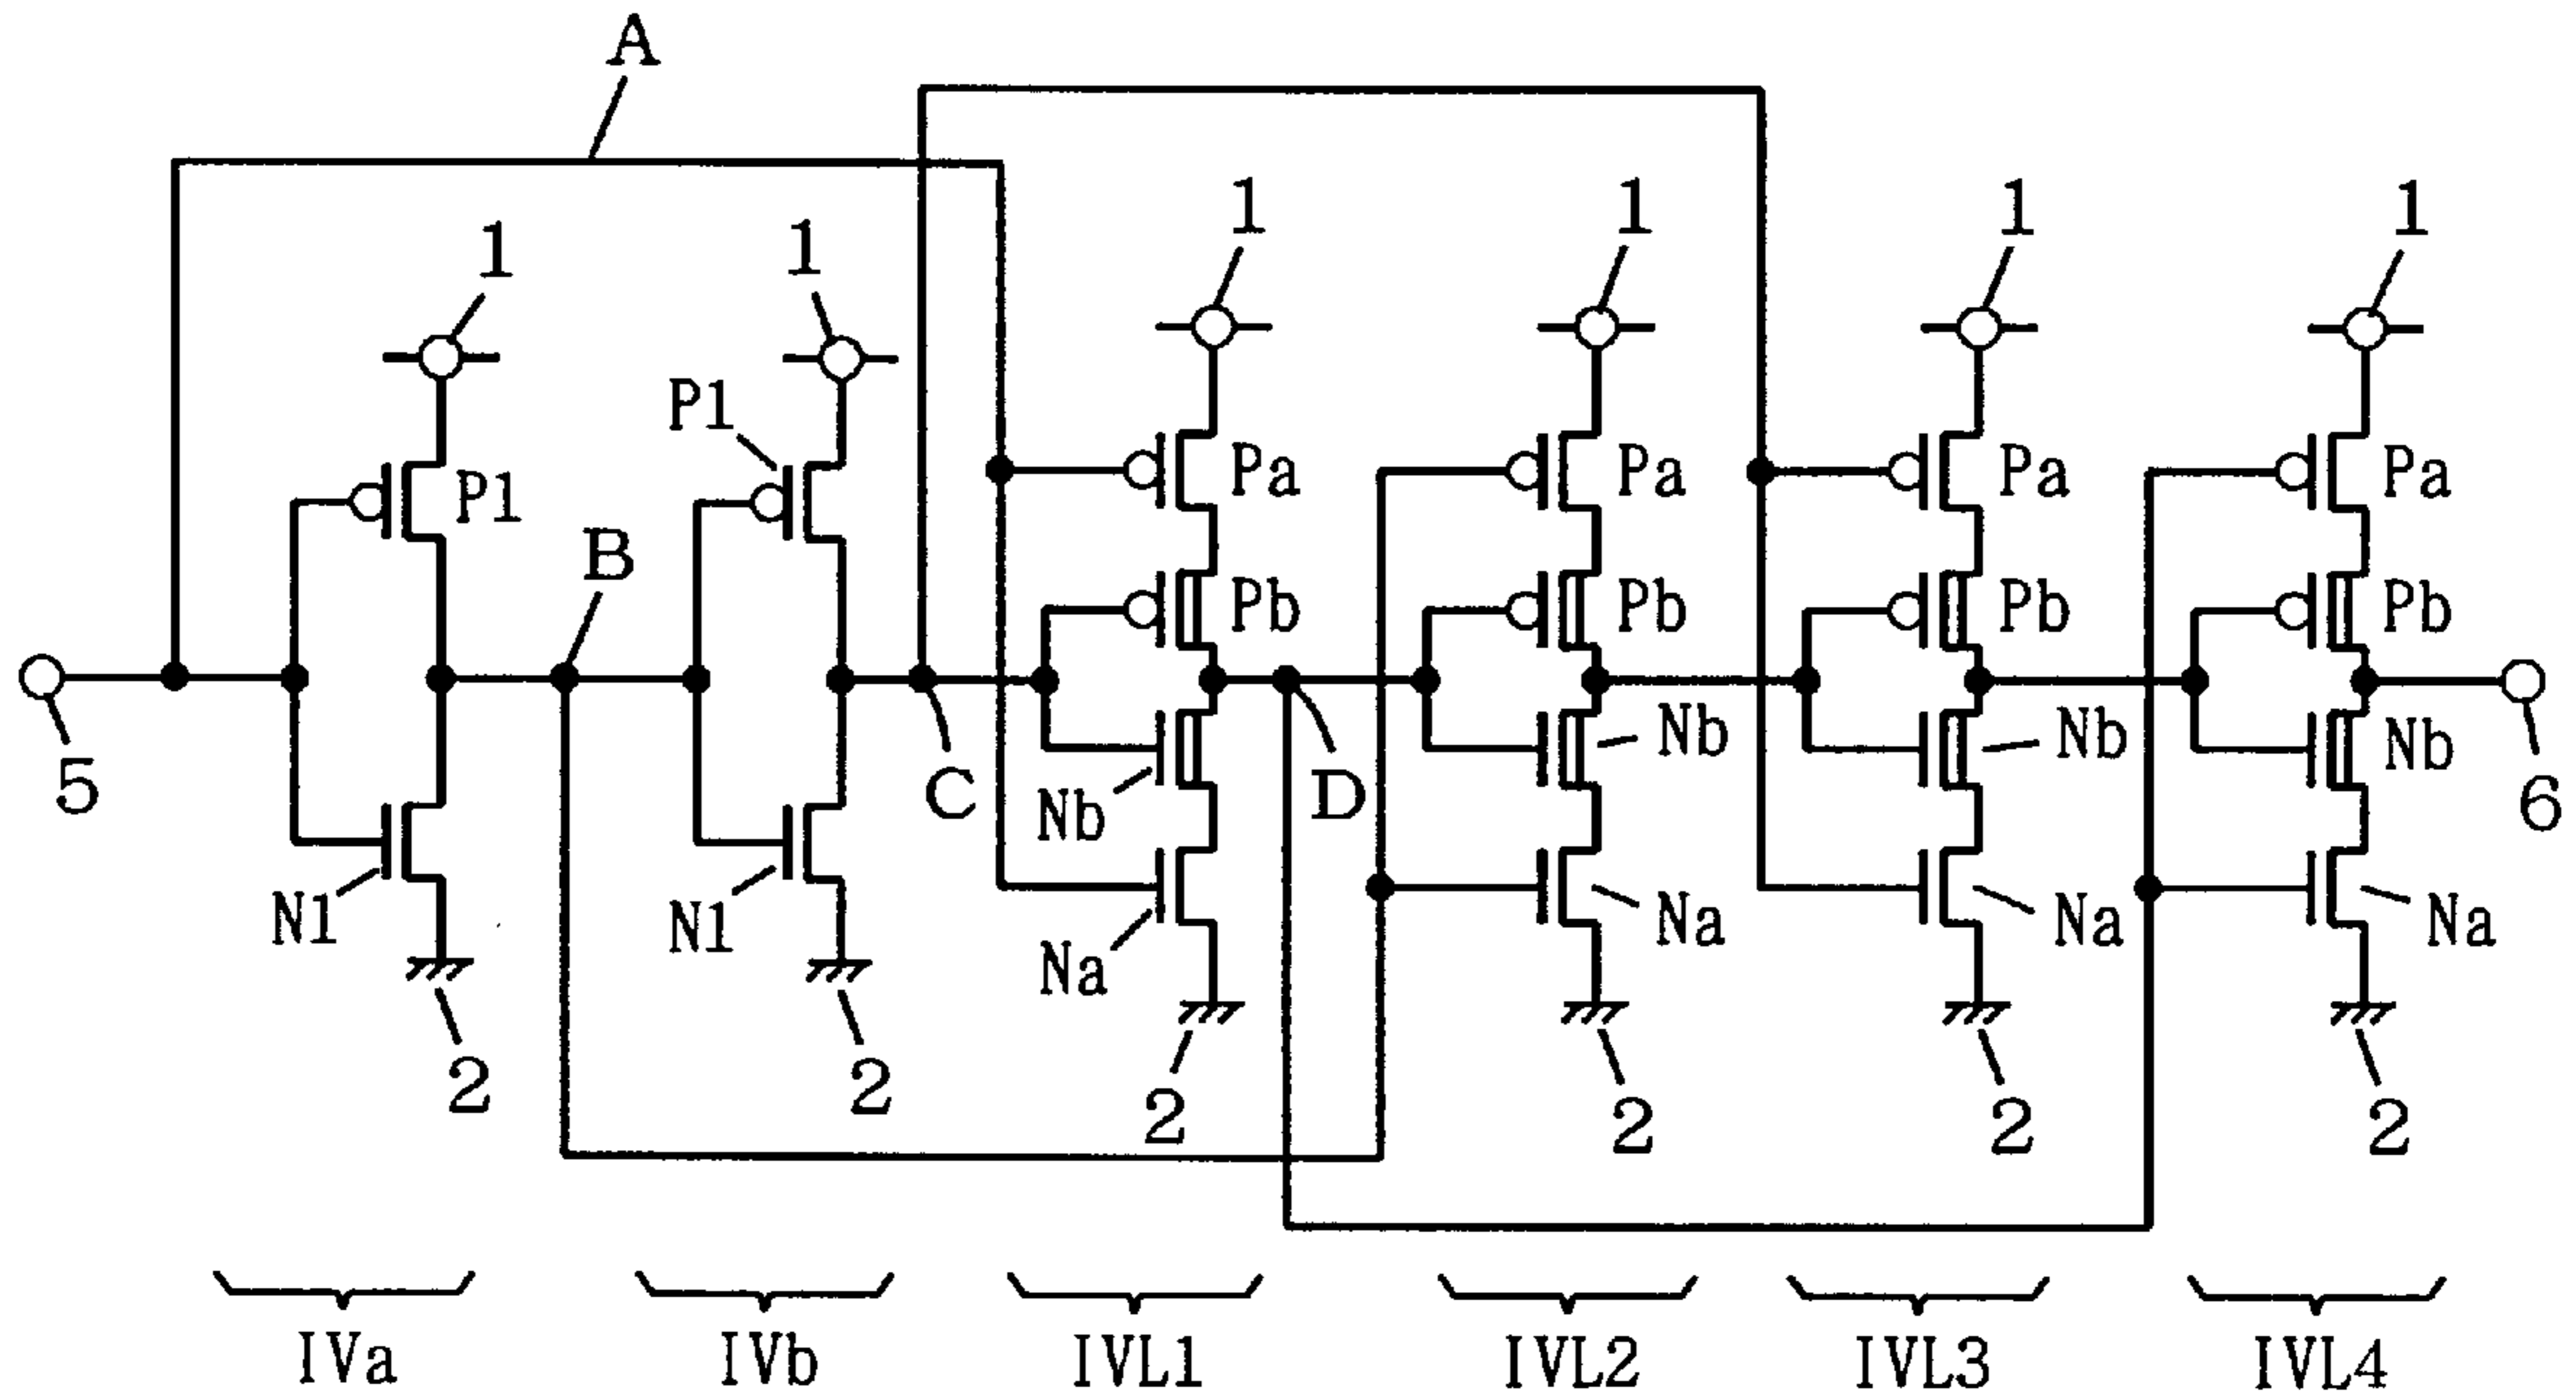 A
1 1 1 1 1 1
P1 P1 Pa Pa Pa Pa
B Pb Pb Pb Pb
5 C Nb D Nb Nb Nb 6
N1 N1 Na Na Na Na
2 2 2 2 2 2
IVa IVb IVL1 IVL2 IVL3 IVL4